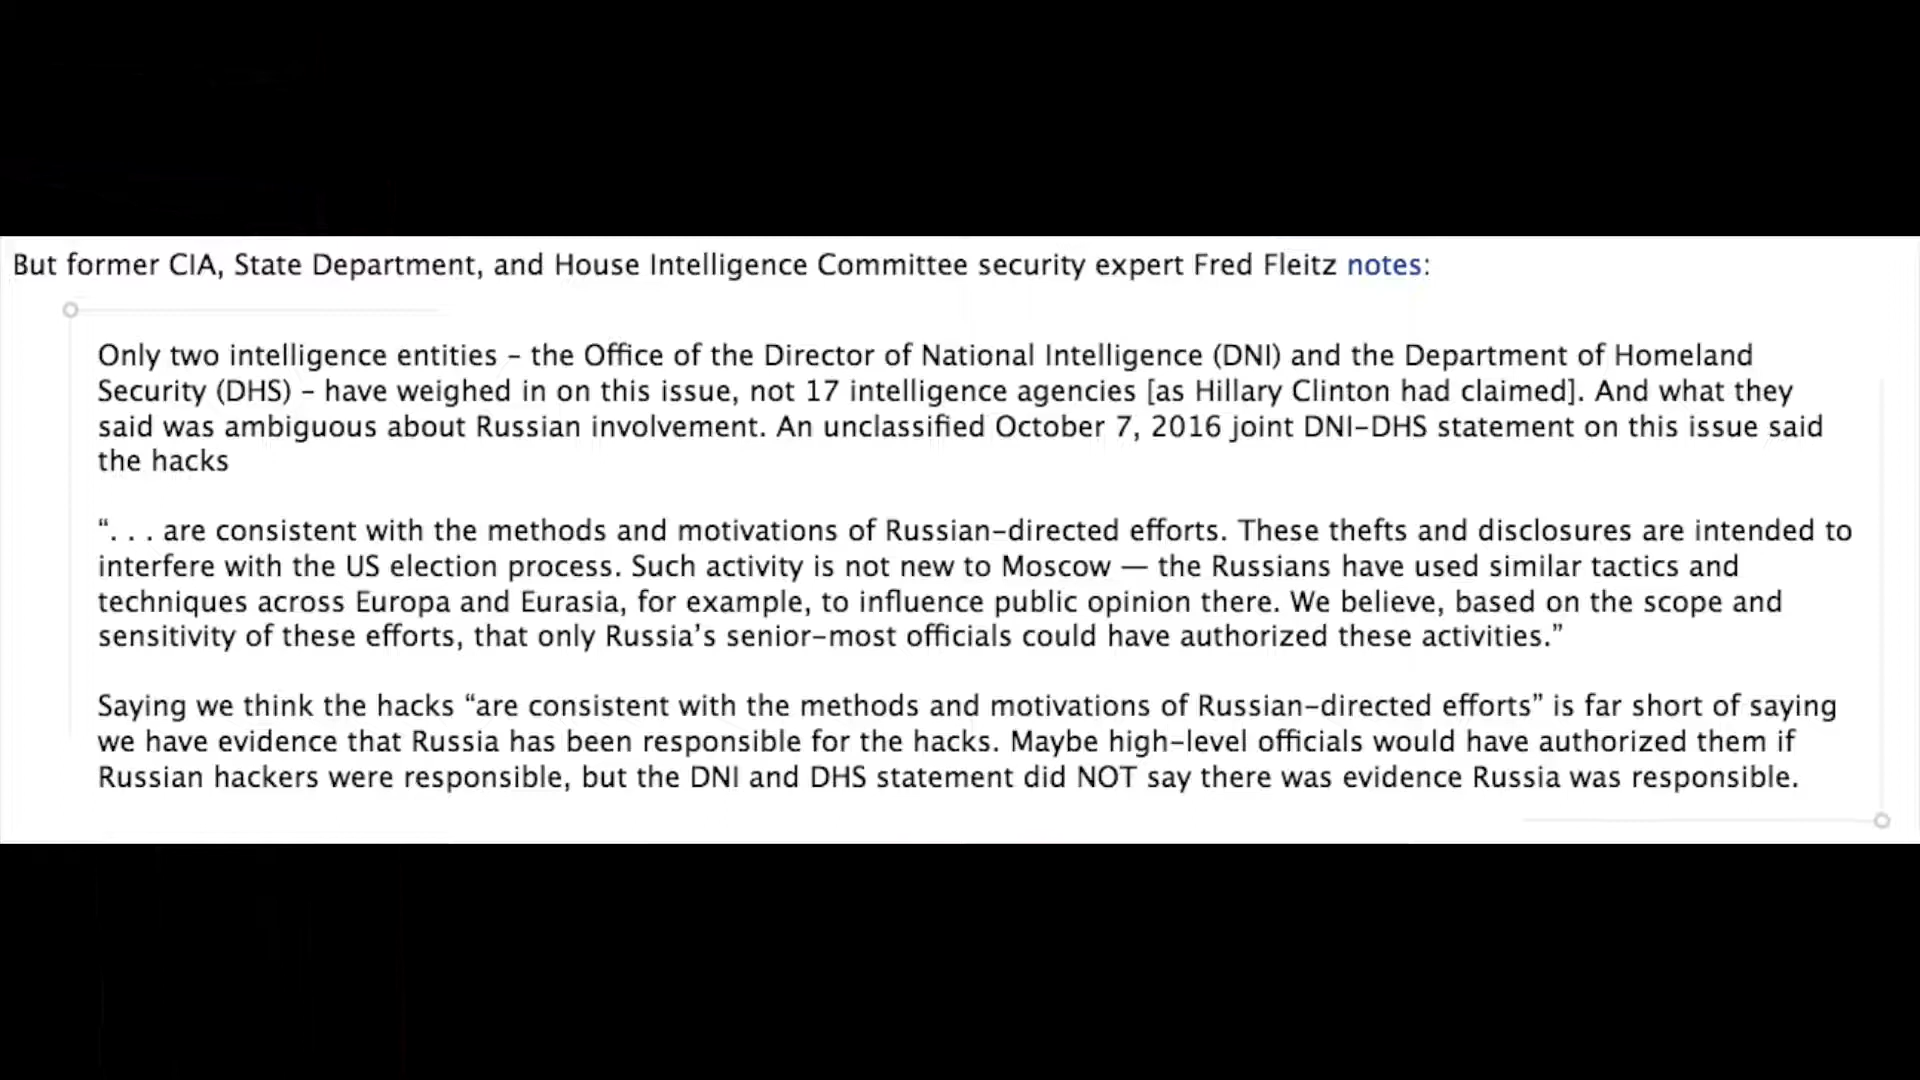 But former CIA, State Department, and House Intelligence Committee security expert Fred Fleitz notes:
Only two intelligence entities – the Office of the Director of National Intelligence (DNI) and the Department of Homeland
Security (DHS) – have weighed in on this issue, not 17 intelligence agencies [as Hillary Clinton had claimed]. And what they
said was ambiguous about Russian involvement. An unclassified October 7, 2016 joint DNI-DHS statement on this issue said
the hacks
“. . . are consistent with the methods and motivations of Russian-directed efforts. These thefts and disclosures are intended to
interfere with the US election process. Such activity is not new to Moscow — the Russians have used similar tactics and
techniques across Europa and Eurasia, for example, to influence public opinion there. We believe, based on the scope and
sensitivity of these efforts, that only Russia’s senior-most officials could have authorized these activities.”
Saying we think the hacks “are consistent with the methods and motivations of Russian-directed efforts” is far short of saying
we have evidence that Russia has been responsible for the hacks. Maybe high-level officials would have authorized them if
Russian hackers were responsible, but the DNI and DHS statement did NOT say there was evidence Russia was responsible.